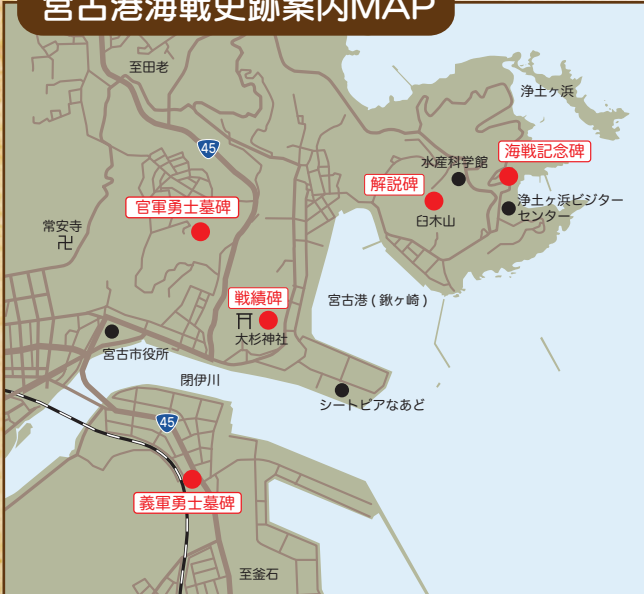 宮古港海戦史跡案内MAP
至田老
浄土ヶ浜
45
海戦記念碑
水産科学館
解説碑
官軍勇士墓碑
浄土ヶ浜ビジター
センター
臼木山
常安寺
戦績碑
宮古港(鍬ヶ崎)
大杉神社
宮古市役所
閉伊川
シートピアなあど
45
義軍勇士墓碑
至釜石